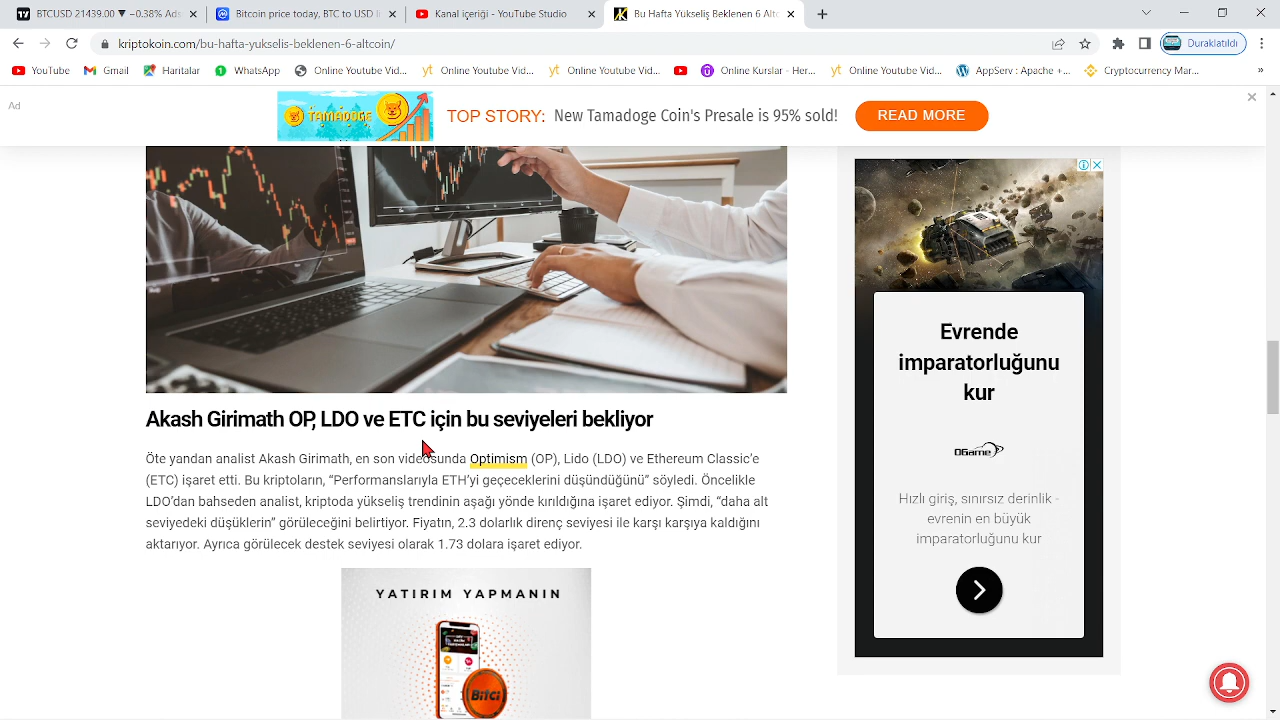 BTCUSD 21439.00 ▼ −0.38% Ads
Polkadot price today, DOT to USD li
Kanal içeriği - YouTube Studio
Bu Hafta Yükseliş Beklenen 6 Alt
kriptokoin.com/bu-hafta-yukselis-beklenen-6-altcoin/
Duraklatıldı
YouTube
Gmail
Haritalar
WhatsApp
Online Youtube Vid...
yt Online Youtube Vid...
yt Online Youtube Vid...
Online Kurslar - Her...
yt Online Youtube Vid...
AppServ : Apache +...
Cryptocurrency Mar...
»
Ad
TAMADOGE
TOP STORY: New Tamadoge Coin's Presale is 95% sold!
READ MORE
Akash Girimath OP, LDO ve ETC için bu seviyeleri bekliyor
Öte yandan analist Akash Girimath, en son videosunda Optimism (OP), Lido (LDO) ve Ethereum Classic’e
(ETC) işaret etti. Bu kriptoların, “Performanslarıyla ETH’yi geçeceklerini düşündüğünü” söyledi. Öncelikle
LDO’dan bahseden analist, kriptoda yükseliş trendinin aşağı yönde kırıldığına işaret ediyor. Şimdi, “daha alt
seviyedeki düşüklerin” görüleceğini belirtiyor. Fiyatın, 2.3 dolarlık direnç seviyesi ile karşı karşıya kaldığını
aktarıyor. Ayrıca görülecek destek seviyesi olarak 1.73 dolara işaret ediyor.
YATIRIM YAPMANIN
Bitci
Evrende
imparatorluğunu
kur
OGame
Hızlı giriş, sınırsız derinlik -
evrenin en büyük
imparatorluğunu kur